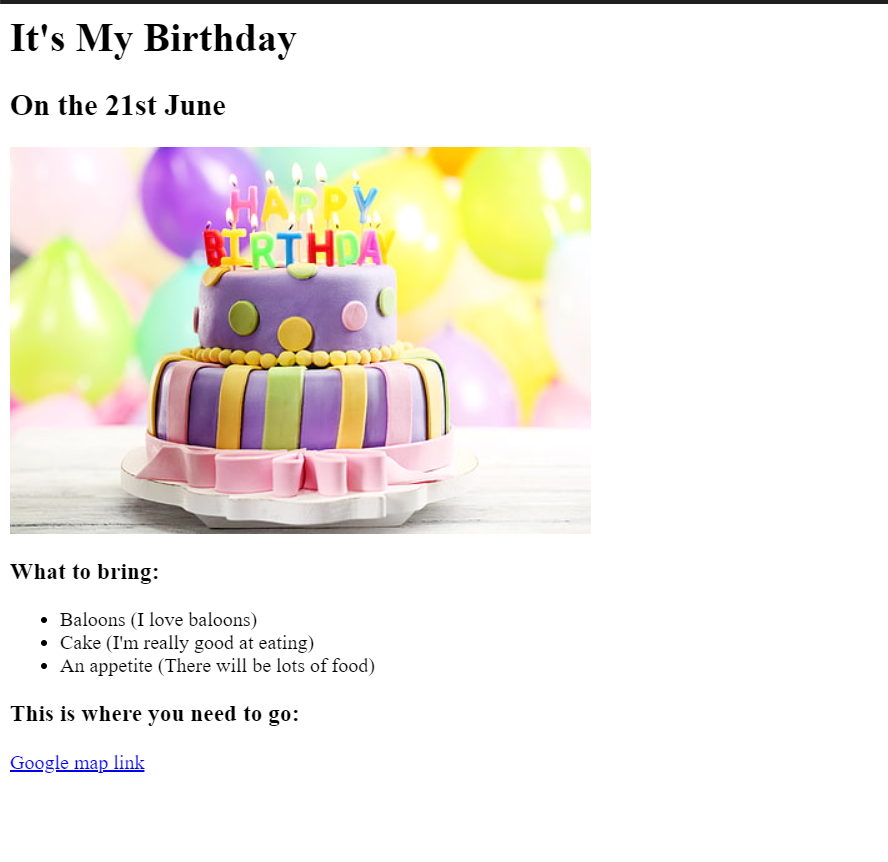 It's My Birthday
On the 21st June
HAPPY
BIRTHDAY
What to bring:
Baloons (I love baloons)
Cake (I'm really good at eating)
An appetite (There will be lots of food)
This is where you need to go:
Google map link